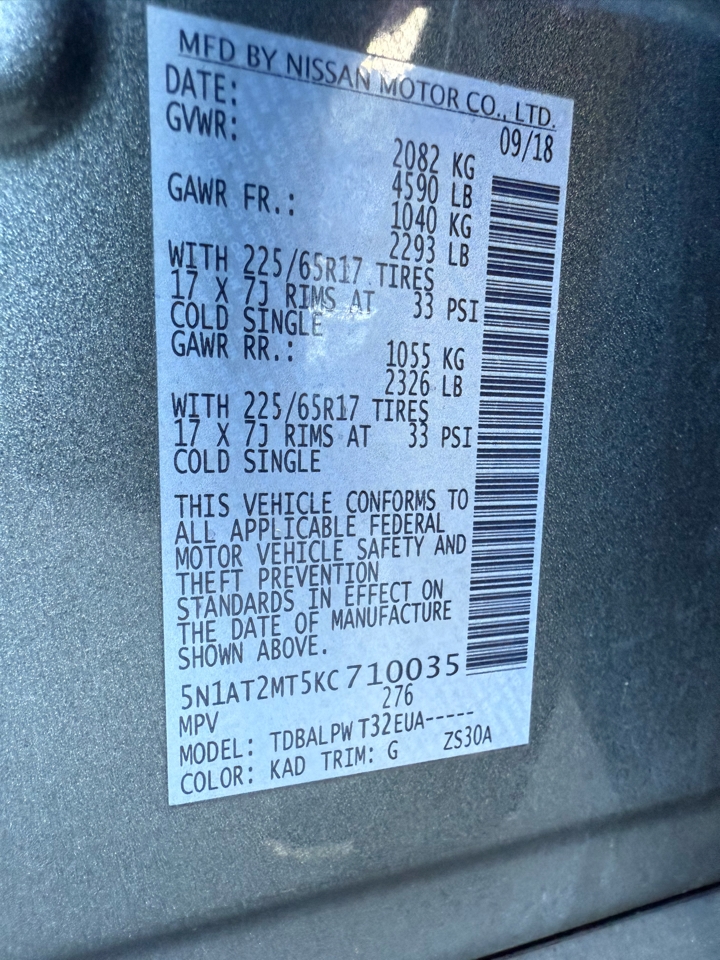 MFD BY NISSAN MOTOR CO., LTD.
DATE: 09/18
GVWR: 2082 KG
4590 LB
GAWR FR.: 1040 KG
2293 LB
WITH 225/65R17 TIRES
17 X 7J RIMS AT 33 PSI
COLD SINGLE
GAWR RR.: 1055 KG
2326 LB
WITH 225/65R17 TIRES
17 X 7J RIMS AT 33 PSI
COLD SINGLE
THIS VEHICLE CONFORMS TO
ALL APPLICABLE FEDERAL
MOTOR VEHICLE SAFETY AND
THEFT PREVENTION
STANDARDS IN EFFECT ON
THE DATE OF MANUFACTURE
SHOWN ABOVE.
5N1AT2MT5KC710035
MPV 276
MODEL: TDBALPWT32EUA-----
COLOR: KAD TRIM: G ZS30A